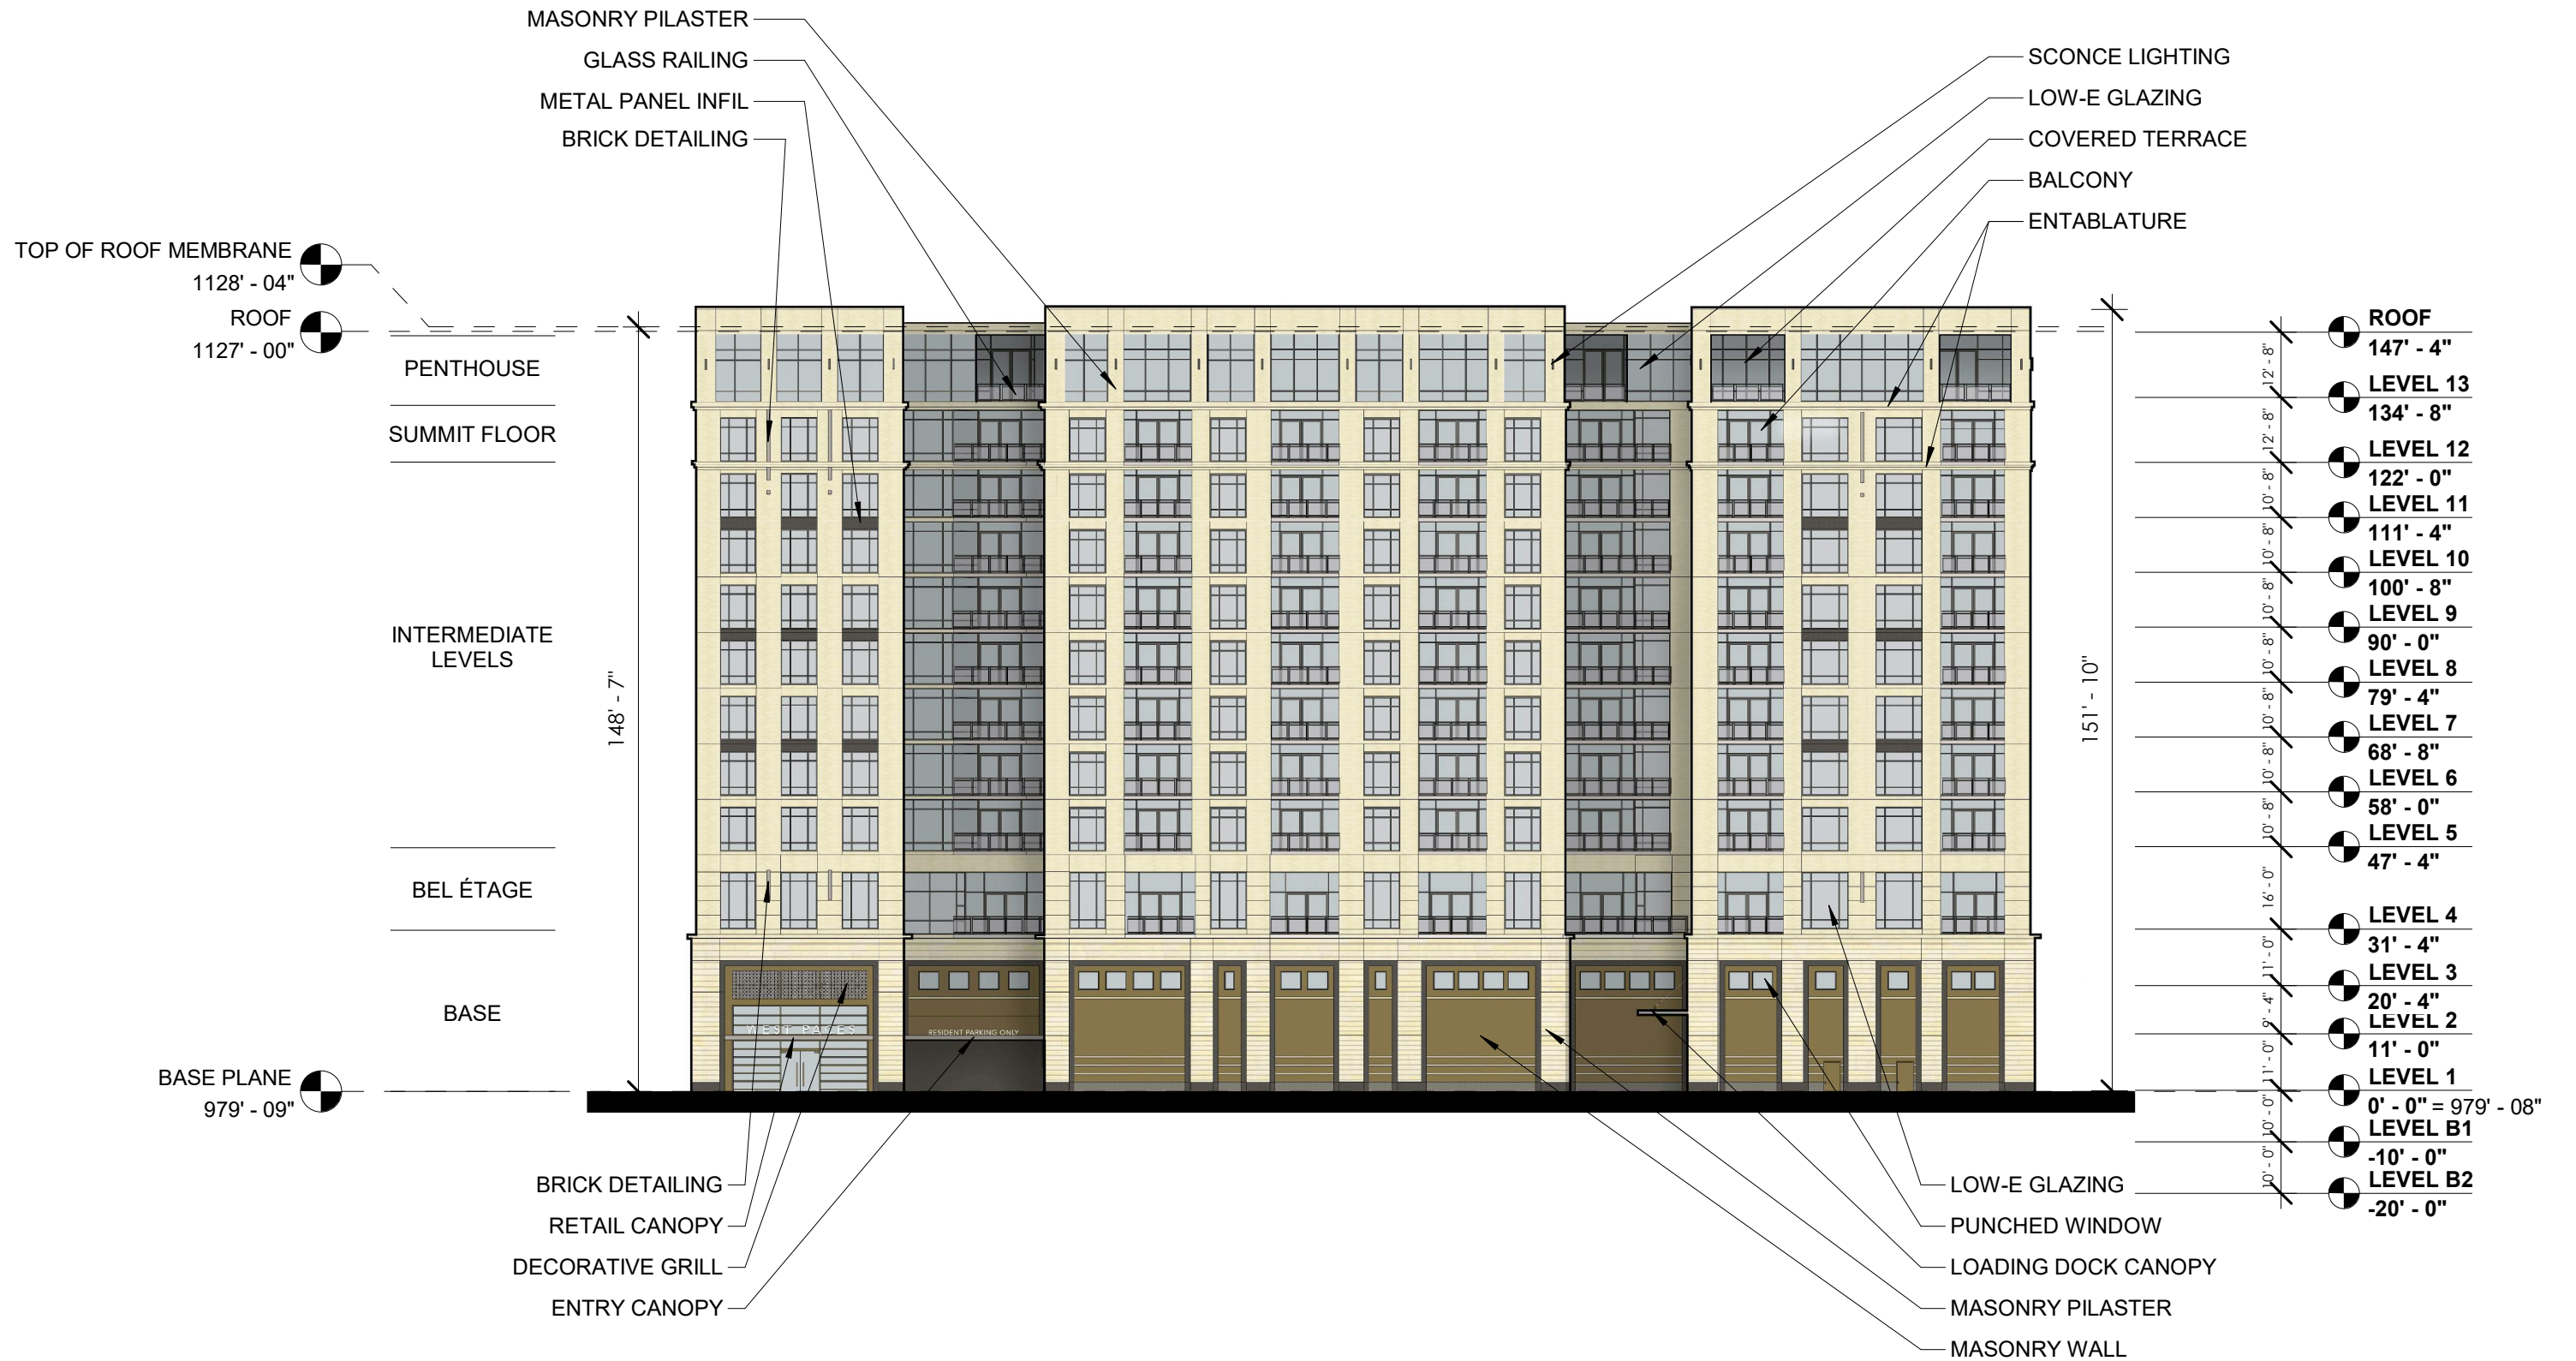 MASONRY PILASTER
GLASS RAILING
METAL PANEL INFIL
BRICK DETAILING
SCONCE LIGHTING
LOW-E GLAZING
COVERED TERRACE
BALCONY
ENTABLATURE
TOP OF ROOF MEMBRANE
1128' - 04"
ROOF
1127' - 00"
PENTHOUSE
SUMMIT FLOOR
INTERMEDIATE
LEVELS
BEL ÉTAGE
BASE
BASE PLANE
979' - 09"
148' - 7"
WEST PACES
RESIDENT PARKING ONLY
151' - 10"
12' - 8"
12' - 8"
10' - 8"
10' - 8"
10' - 8"
10' - 8"
10' - 8"
10' - 8"
10' - 8"
16' - 0"
11' - 0"
9' - 4"
11' - 0"
10' - 0"
10' - 0"
ROOF
147' - 4"
LEVEL 13
134' - 8"
LEVEL 12
122' - 0"
LEVEL 11
111' - 4"
LEVEL 10
100' - 8"
LEVEL 9
90' - 0"
LEVEL 8
79' - 4"
LEVEL 7
68' - 8"
LEVEL 6
58' - 0"
LEVEL 5
47' - 4"
LEVEL 4
31' - 4"
LEVEL 3
20' - 4"
LEVEL 2
11' - 0"
LEVEL 1
0' - 0" = 979' - 08"
LEVEL B1
-10' - 0"
LEVEL B2
-20' - 0"
BRICK DETAILING
RETAIL CANOPY
DECORATIVE GRILL
ENTRY CANOPY
LOW-E GLAZING
PUNCHED WINDOW
LOADING DOCK CANOPY
MASONRY PILASTER
MASONRY WALL